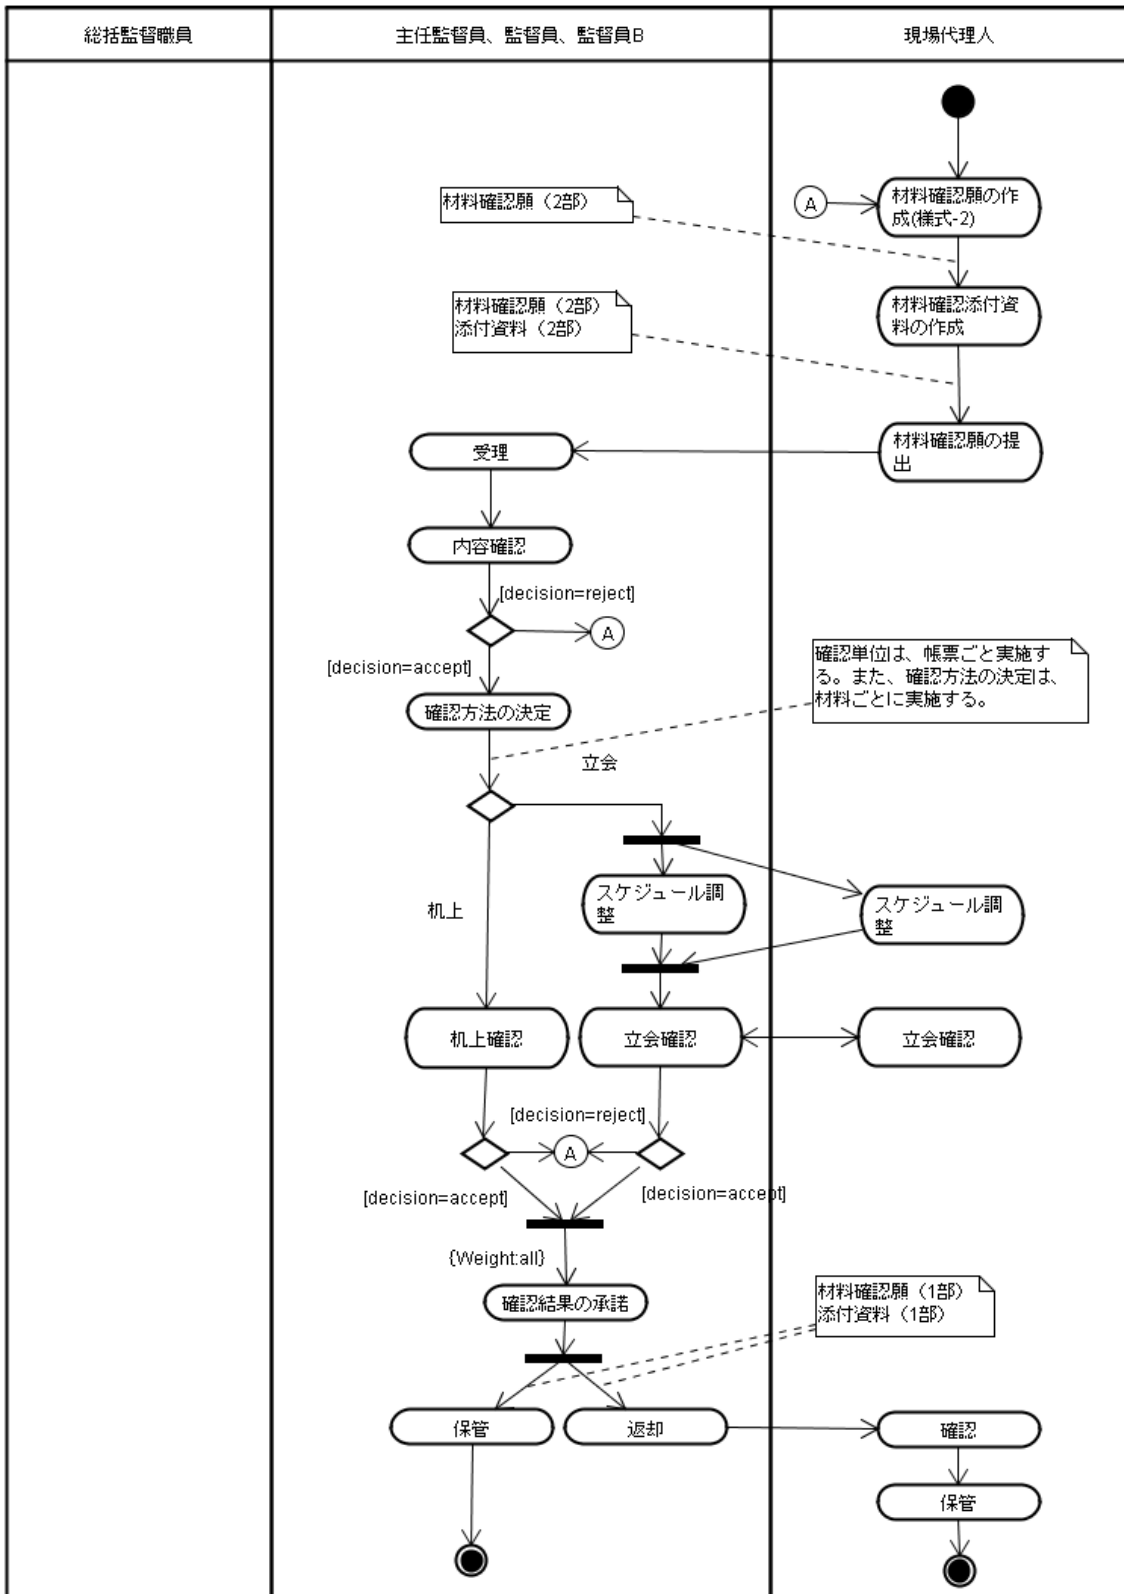 総括監督職員
主任監督員、監督員、監督員B
現場代理人
材料確認願（2部）
A
材料確認願の作
成(様式-2)
材料確認願（2部）
添付資料（2部）
材料確認添付資
料の作成
受理
材料確認願の提
出
内容確認
[decision=reject]
A
[decision=accept]
確認単位は、帳票ごと実施す
る。また、確認方法の決定は、
材料ごとに実施する。
確認方法の決定
立会
スケジュール調
整
スケジュール調
整
机上
机上確認
立会確認
立会確認
[decision=reject]
A
[decision=accept]
[decision=accept]
{Weight:all}
材料確認願（1部）
添付資料（1部）
確認結果の承諾
保管
返却
確認
保管